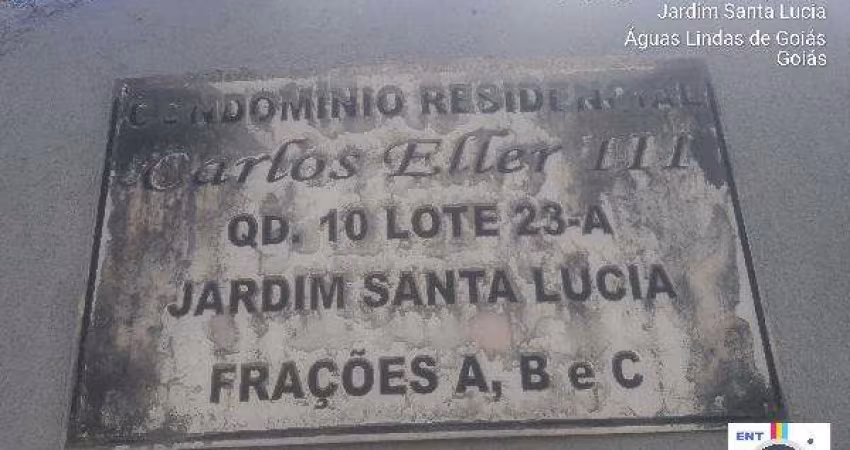 Jardim Santa Lucia
Águas Lindas de Goiás
Goiás
CONDOMINIO RESIDENCIAL
Carlos Eller III
QD. 10 LOTE 23-A
JARDIM SANTA LUCIA
FRAÇÕES A, B e C
ENT